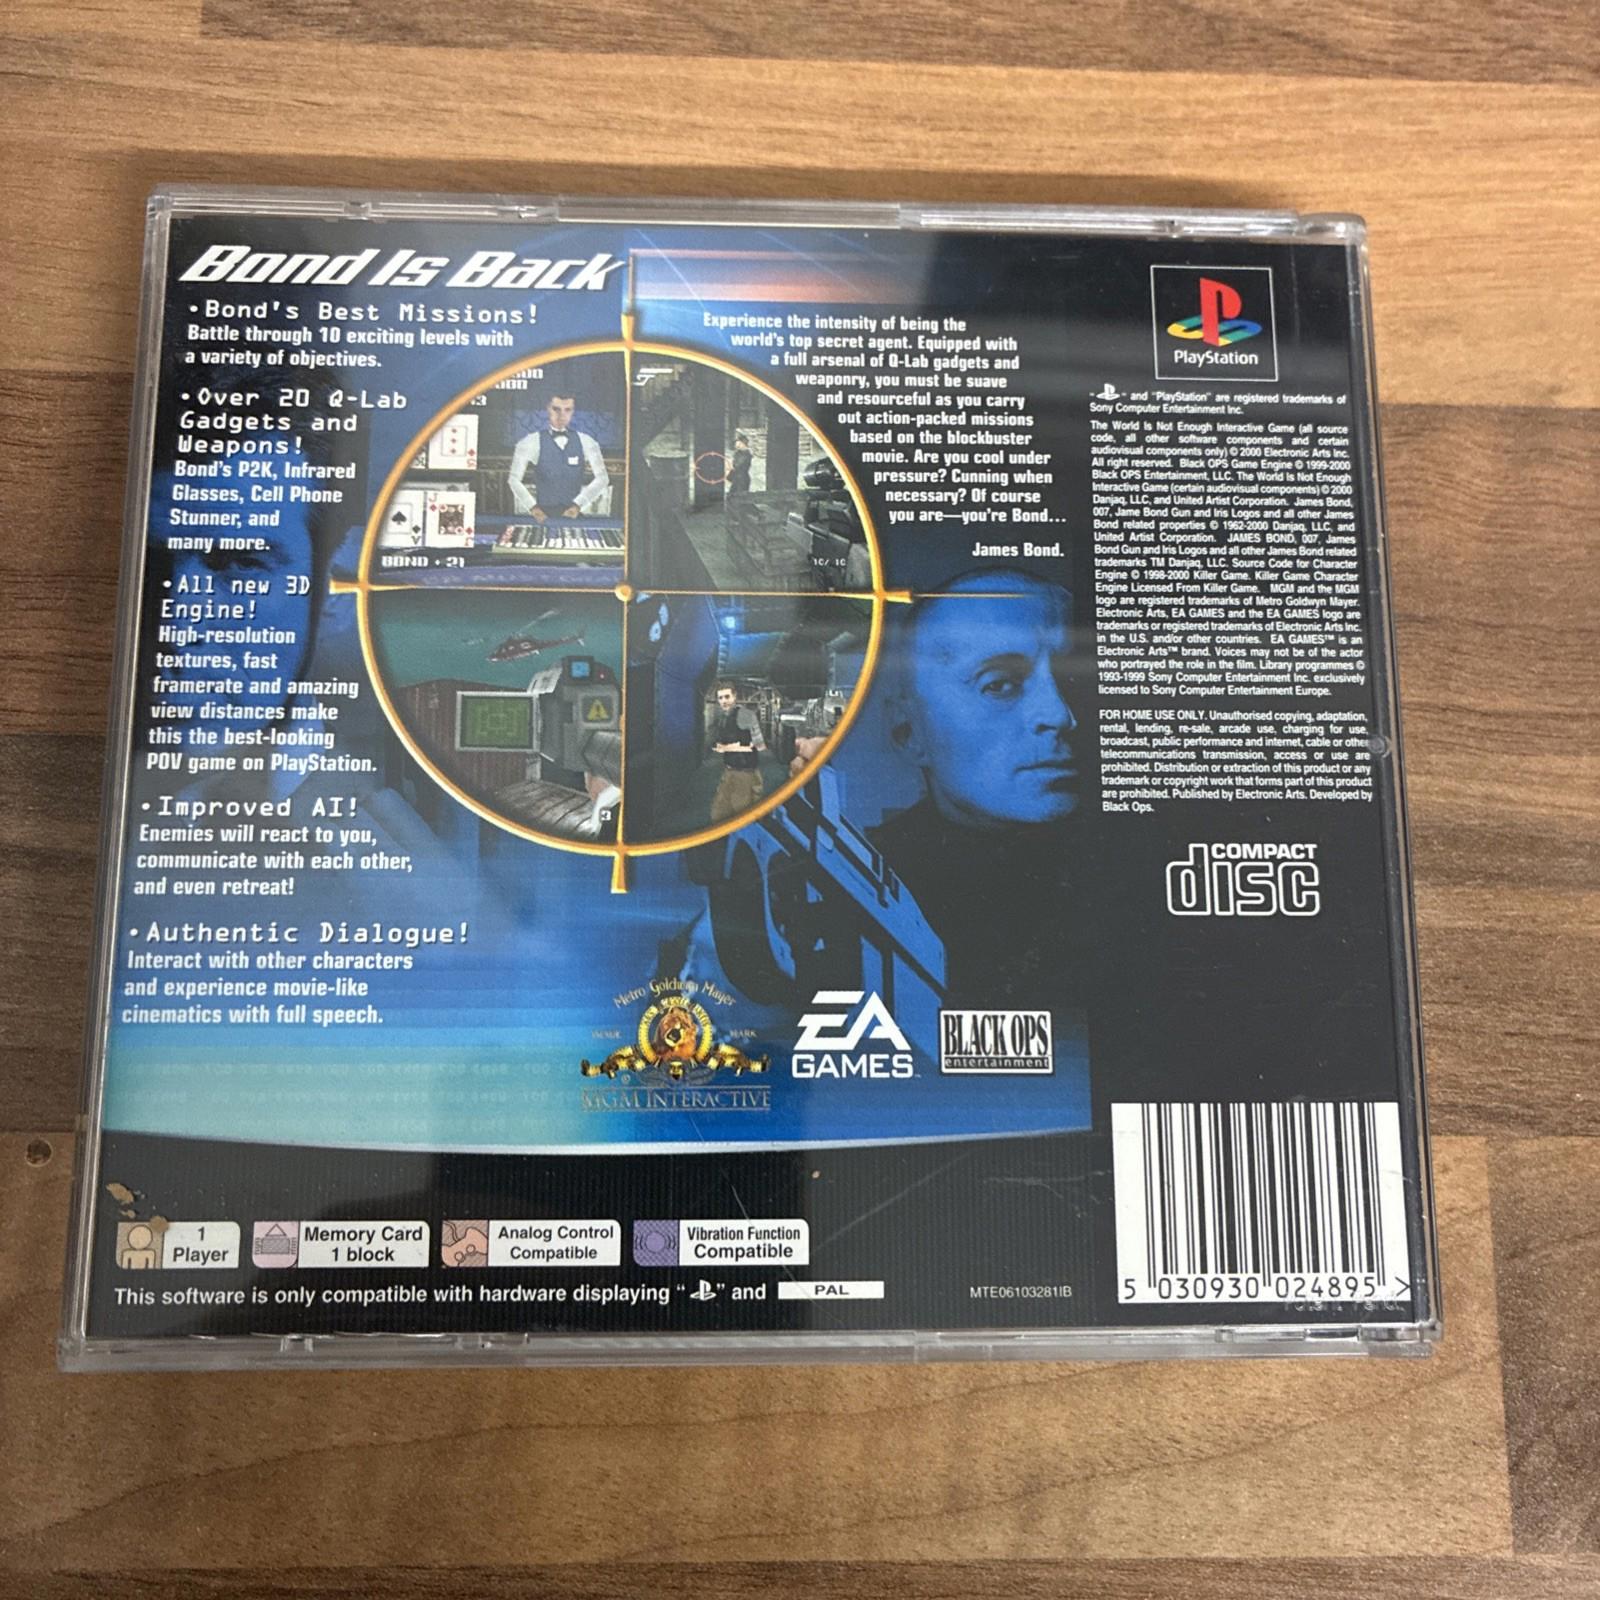 Bond Is Back
• Bond's Best Missions!
Battle through 10 exciting levels with
a variety of objectives.
• Over 20 Q-Lab
Gadgets and
Weapons!
Bond's P2K, Infrared
Glasses, Cell Phone
Stunner, and
many more.
• All new 3D
Engine!
High-resolution
textures, fast
framerate and amazing
view distances make
this the best-looking
POV game on PlayStation.
• Improved AI!
Enemies will react to you,
communicate with each other,
and even retreat!
• Authentic Dialogue!
Interact with other characters
and experience movie-like
cinematics with full speech.
BOND • 21
10/ 10
Experience the intensity of being the
world's top secret agent. Equipped with
a full arsenal of Q-Lab gadgets and
weaponry, you must be suave
and resourceful as you carry
out action-packed missions
based on the blockbuster
movie. Are you cool under
pressure? Cunning when
necessary? Of course
you are—you're Bond...
James Bond.
PlayStation
" " and "PlayStation" are registered trademarks of
Sony Computer Entertainment Inc.
The World Is Not Enough Interactive Game (all source
code, all other software components and certain
audiovisual components only) © 2000 Electronic Arts Inc.
All right reserved. Black OPS Game Engine © 1999-2000
Black OPS Entertainment, LLC. The World Is Not Enough
Interactive Game (certain audiovisual components) © 2000
Danjaq, LLC, and United Artist Corporation. James Bond,
007, Jame Bond Gun and Iris Logos and all other James
Bond related properties © 1962-2000 Danjaq, LLC, and
United Artist Corporation. JAMES BOND, 007, James
Bond Gun and Iris Logos and all other James Bond related
trademarks TM Danjaq, LLC. Source Code for Character
Engine © 1998-2000 Killer Game. Killer Game Character
Engine Licensed From Killer Game. MGM and the MGM
logo are registered trademarks of Metro Goldwyn Mayer.
Electronic Arts, EA GAMES and the EA GAMES logo are
trademarks or registered trademarks of Electronic Arts Inc.
in the U.S. and/or other countries. EA GAMES™ is an
Electronic Arts™ brand. Voices may not be of the actor
who portrayed the role in the film. Library programmes ©
1993-1999 Sony Computer Entertainment Inc. exclusively
licensed to Sony Computer Entertainment Europe.
FOR HOME USE ONLY. Unauthorised copying, adaptation,
rental, lending, re-sale, arcade use, charging for use,
broadcast, public performance and internet, cable or other
telecommunications transmission, access or use are
prohibited. Distribution or extraction of this product or any
trademark or copyright work that forms part of this product
are prohibited. Published by Electronic Arts. Developed by
Black Ops.
COMPACT
disc
Metro Goldwyn Mayer
TRADE MARK
MGM INTERACTIVE
EA
GAMES™
BLACK OPS
entertainment
1
Player
Memory Card
1 block
Analog Control
Compatible
Vibration Function
Compatible
This software is only compatible with hardware displaying " " and PAL
MTE06103281IB
5 030930 024895 >